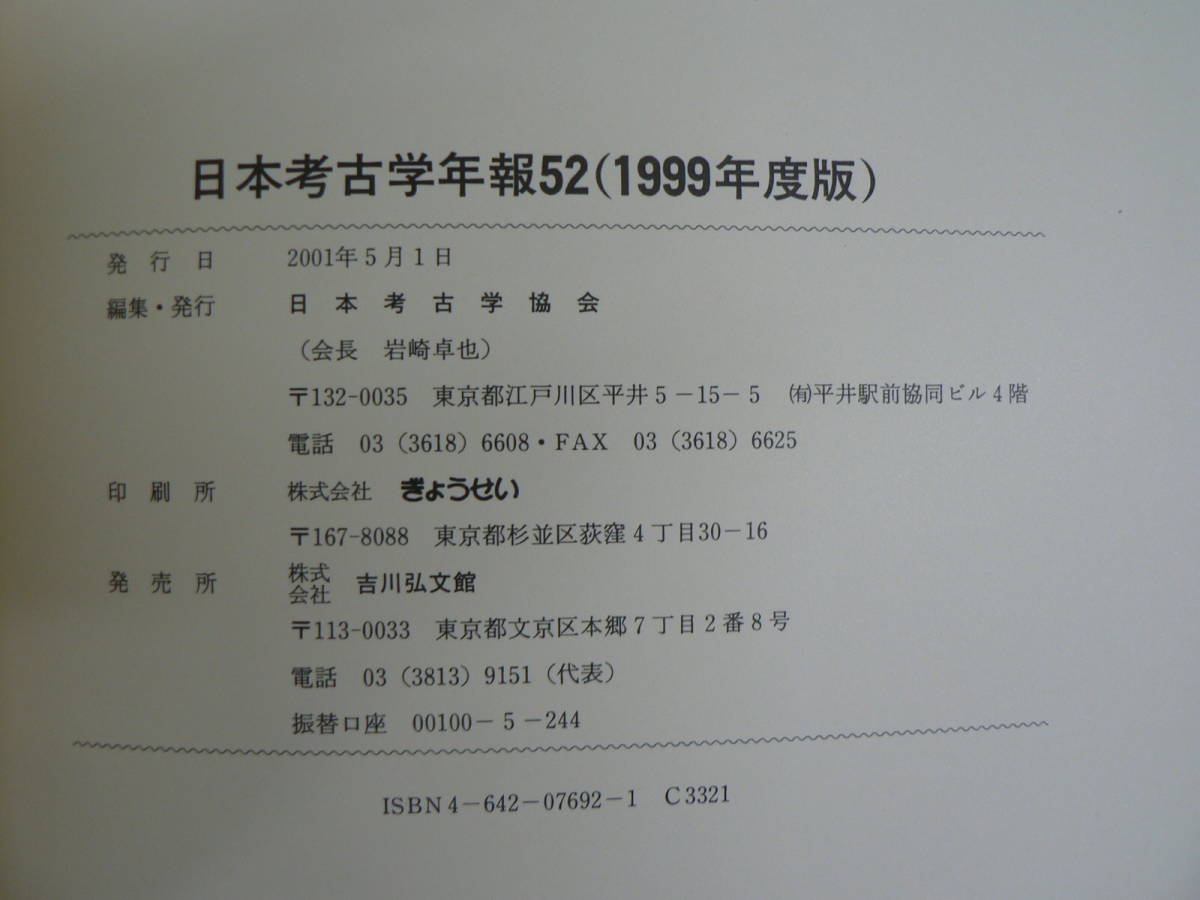 日本考古学年報52(1999年度版)
発行日 2001年5月1日
編集・発行 日本考古学協会
(会長 岩崎卓也)
〒132-0035 東京都江戸川区平井5-15-5 ㈲平井駅前協同ビル4階
電話 03(3618)6608・FAX 03(3618)6625
印刷所 株式会社 ぎょうせい
〒167-8088 東京都杉並区荻窪4丁目30-16
発売所 株式会社 吉川弘文館
〒113-0033 東京都文京区本郷7丁目2番8号
電話 03(3813)9151(代表)
振替口座 00100-5-244
ISBN4-642-07692-1 C3321